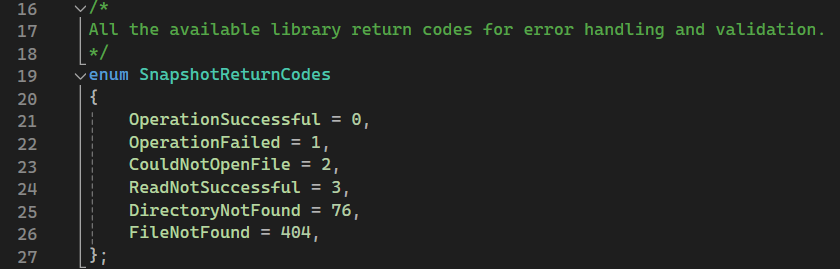 16 /*
17 All the available library return codes for error handling and validation.
18 */
19 enum SnapshotReturnCodes
20 {
21     OperationSuccessful = 0,
22     OperationFailed = 1,
23     CouldNotOpenFile = 2,
24     ReadNotSuccessful = 3,
25     DirectoryNotFound = 76,
26     FileNotFound = 404,
27 };